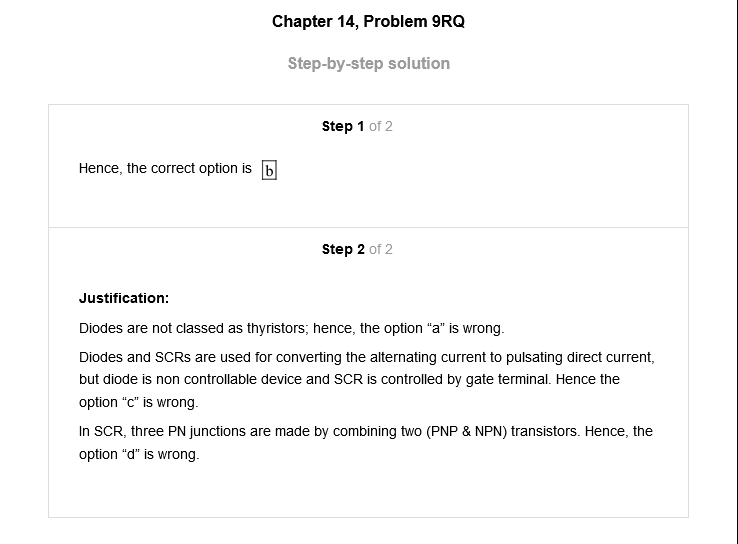 Chapter 14, Problem 9RQ
Step-by-step solution
Step 1 of 2
Hence, the correct option is b
Step 2 of 2
Justification:
Diodes are not classed as thyristors; hence, the option “a” is wrong.
Diodes and SCRs are used for converting the alternating current to pulsating direct current,
but diode is non controllable device and SCR is controlled by gate terminal. Hence the
option “c” is wrong.
In SCR, three PN junctions are made by combining two (PNP & NPN) transistors. Hence, the
option “d” is wrong.